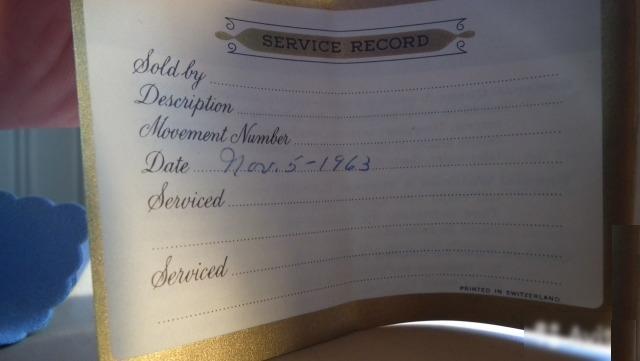 SERVICE RECORD
Sold by
Description
Movement Number
Date Nov. 5-1963
Serviced
Serviced
PRINTED IN SWITZERLAND